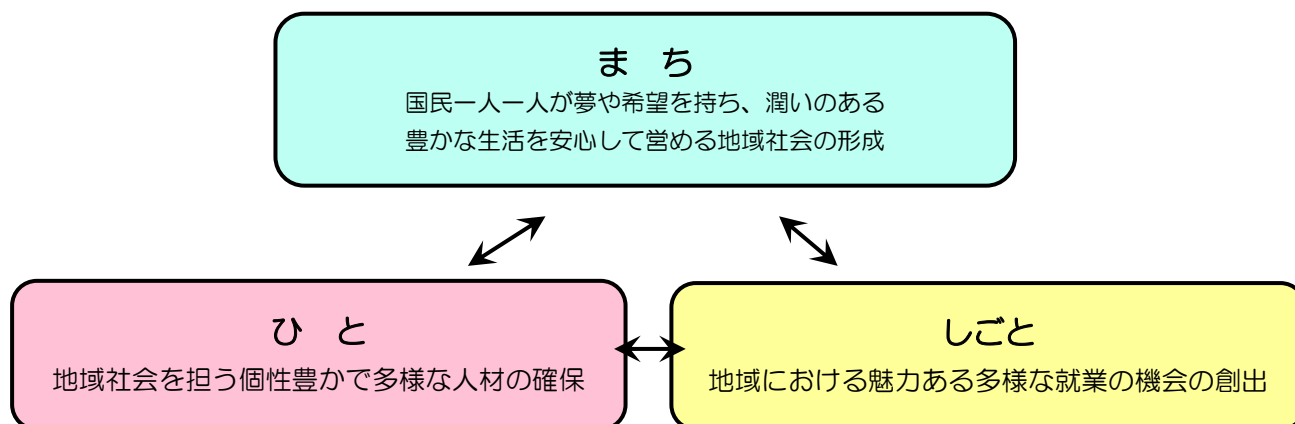 まち
国民一人一人が夢や希望を持ち、潤いのある
豊かな生活を安心して営める地域社会の形成
ひと
地域社会を担う個性豊かで多様な人材の確保
しごと
地域における魅力ある多様な就業の機会の創出